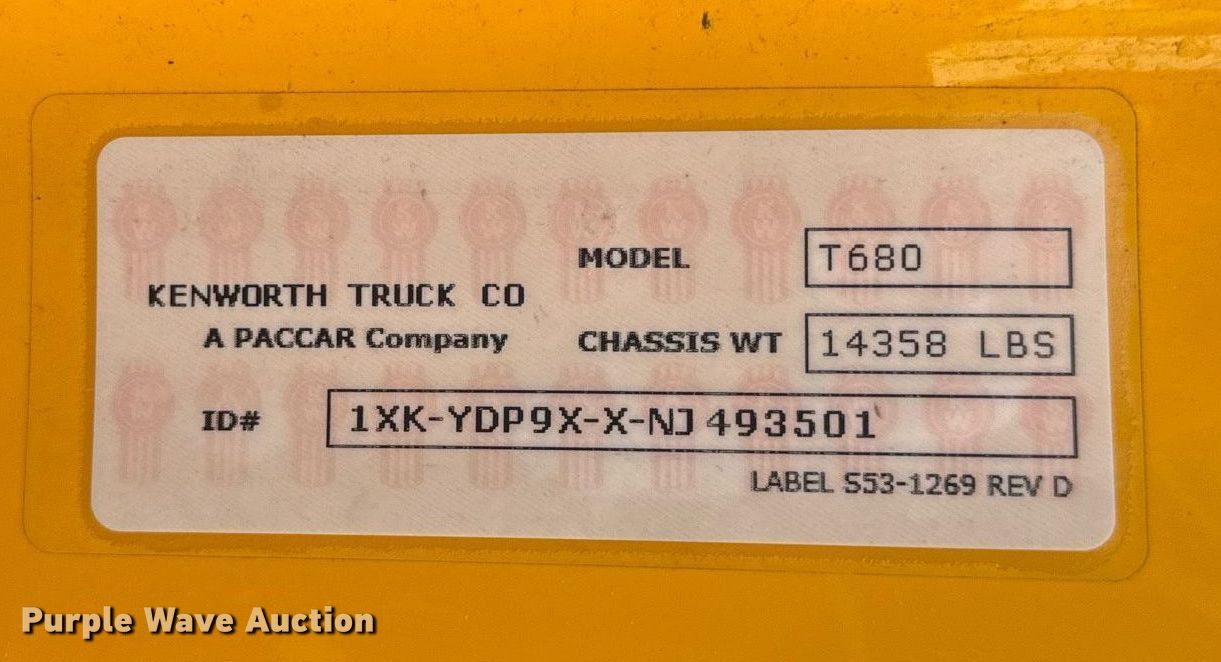 MODEL T680
KENWORTH TRUCK CO
A PACCAR Company
CHASSIS WT 14358 LBS
ID# 1XK-YDP9X-X-NJ493501
LABEL S53-1269 REV D
Purple Wave Auction